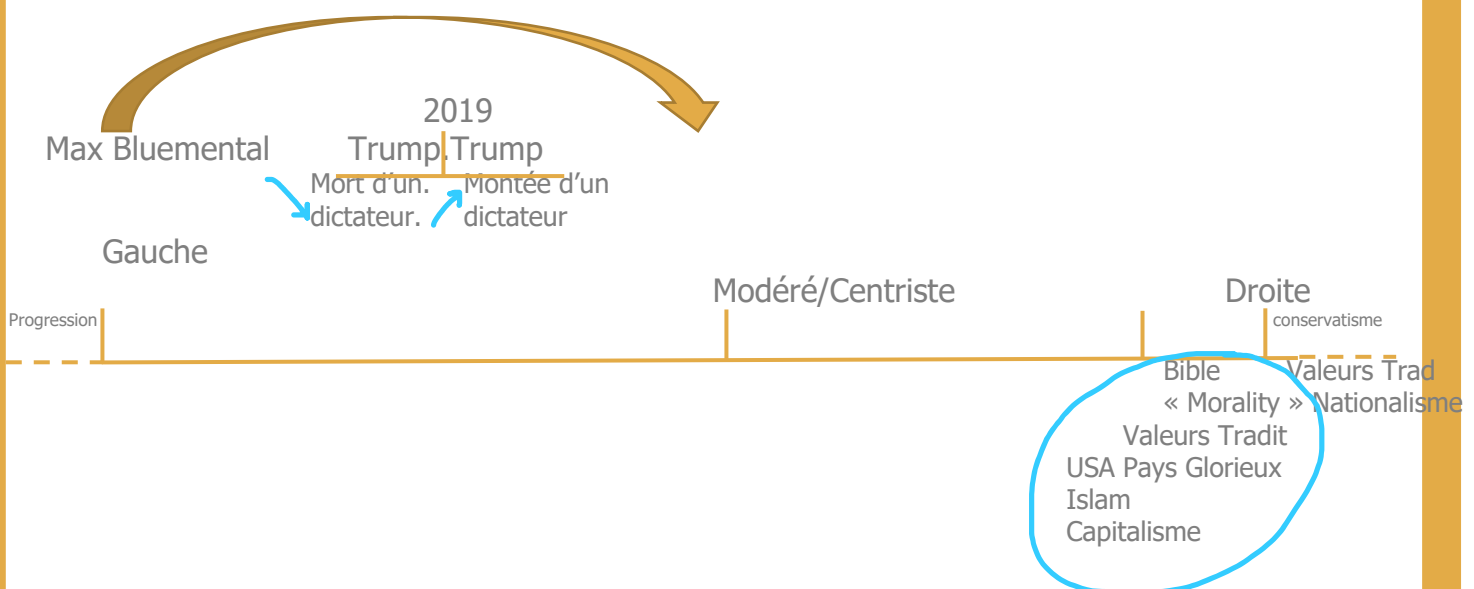 2019
Max Bluemental
Trump.Trump
Mort d’un.
dictateur.
Montée d’un
dictateur
Gauche
Modéré/Centriste
Droite
Progression
conservatisme
Bible
« Morality »
Valeurs Trad
Nationalisme
Valeurs Tradit
USA Pays Glorieux
Islam
Capitalisme